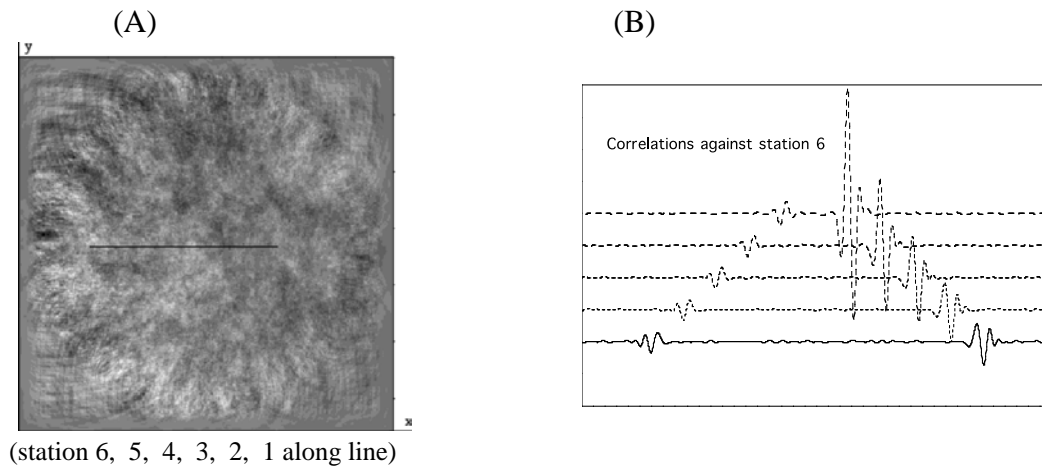 (A)
(B)
y
Correlations against station 6
x
(station 6, 5, 4, 3, 2, 1 along line)